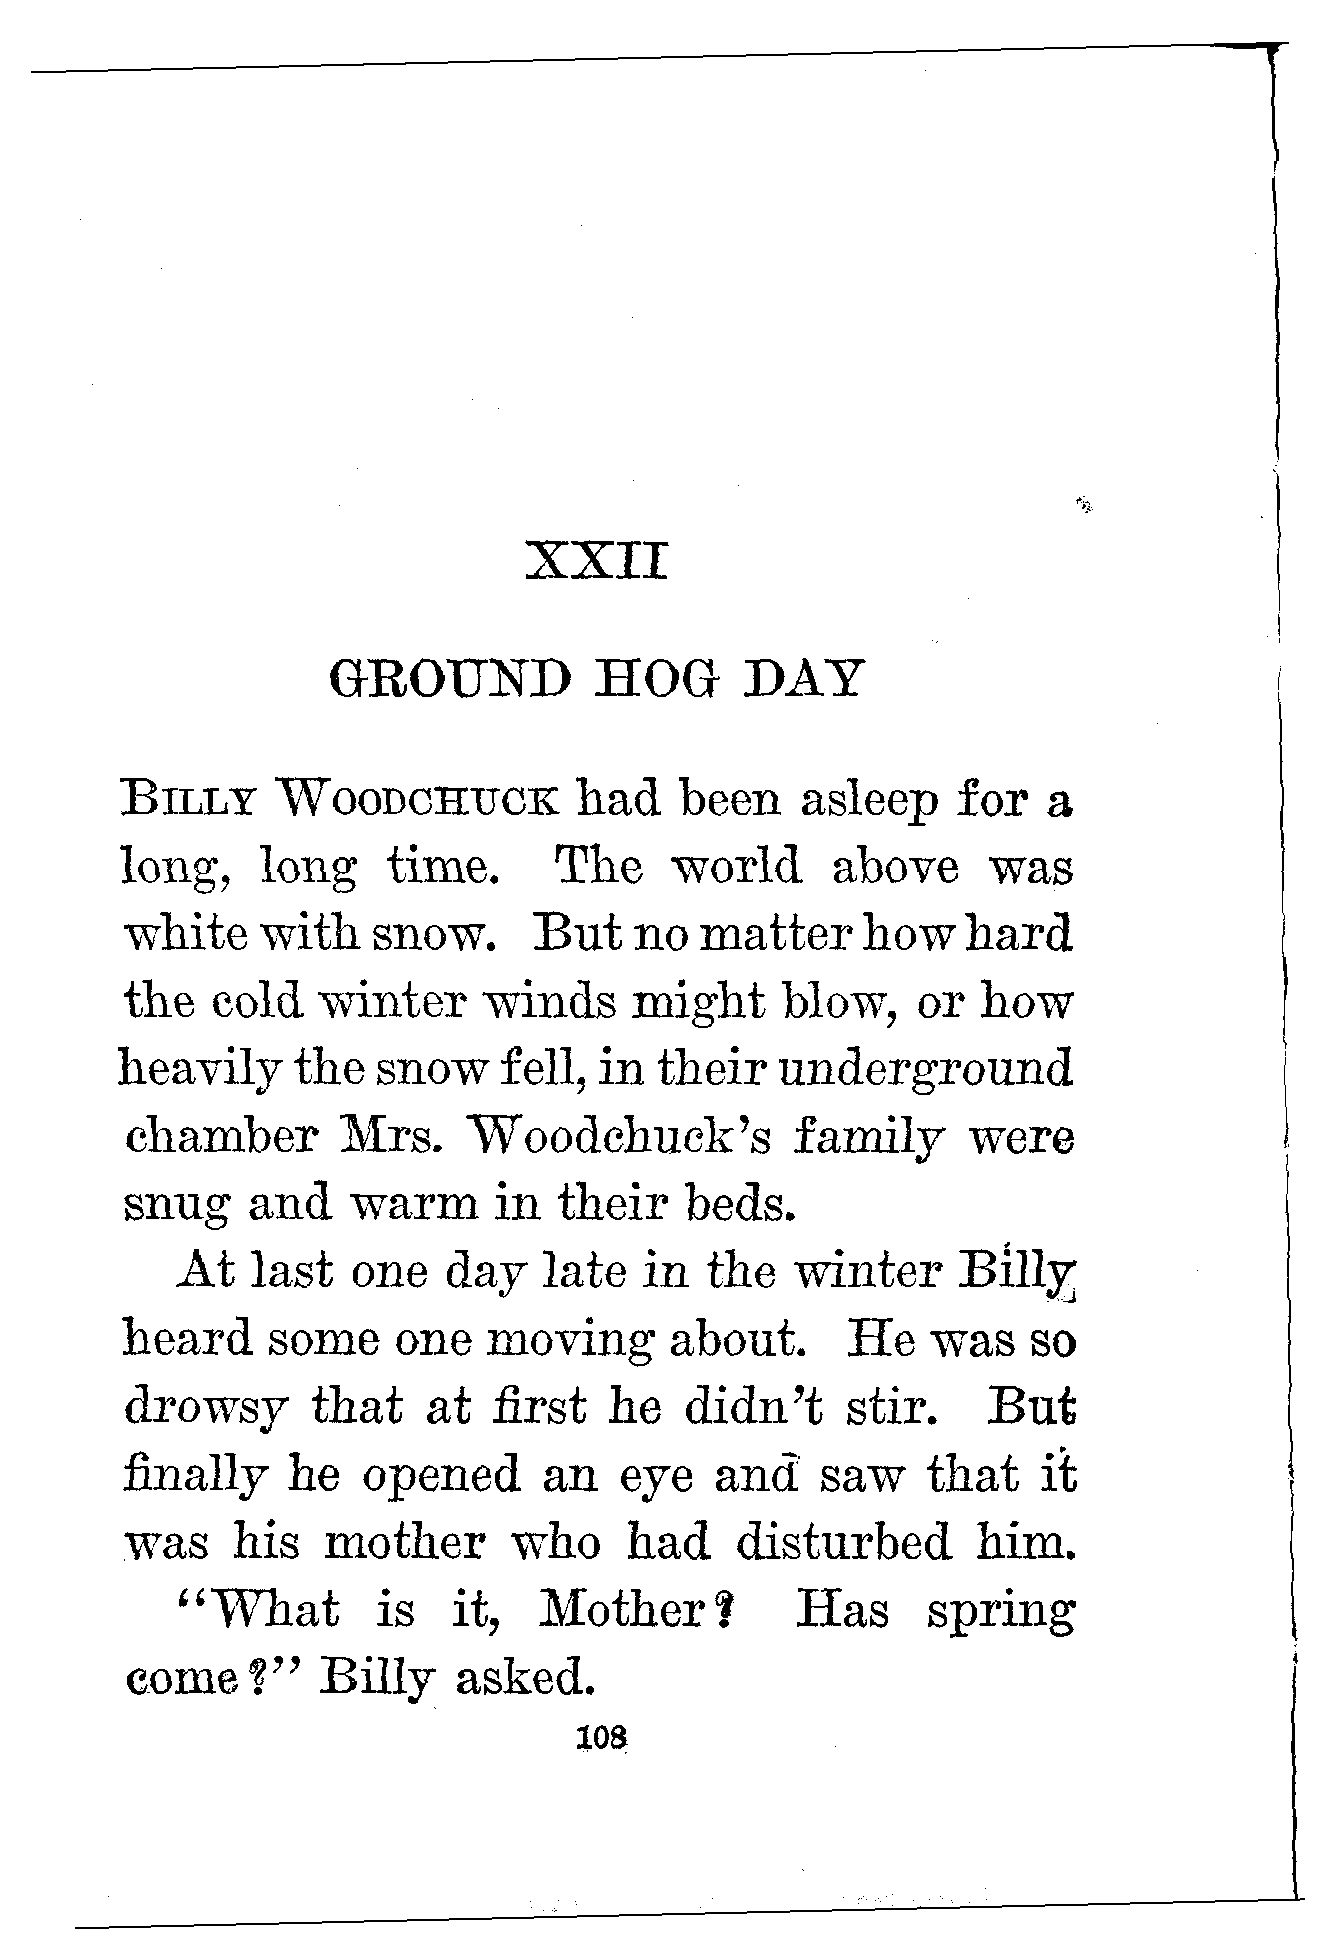 XXII
GROUND HOG DAY
BILLY WOODCHUCK had been asleep for a
long, long time. The world above was
white with snow. But no matter how hard
the cold winter winds might blow, or how
heavily the snow fell, in their underground
chamber Mrs. Woodchuck's family were
snug and warm in their beds.
At last one day late in the winter Billy
heard some one moving about. He was so
drowsy that at first he didn't stir. But
finally he opened an eye and saw that it
was his mother who had disturbed him.
"What is it, Mother? Has spring
come?" Billy asked.
108